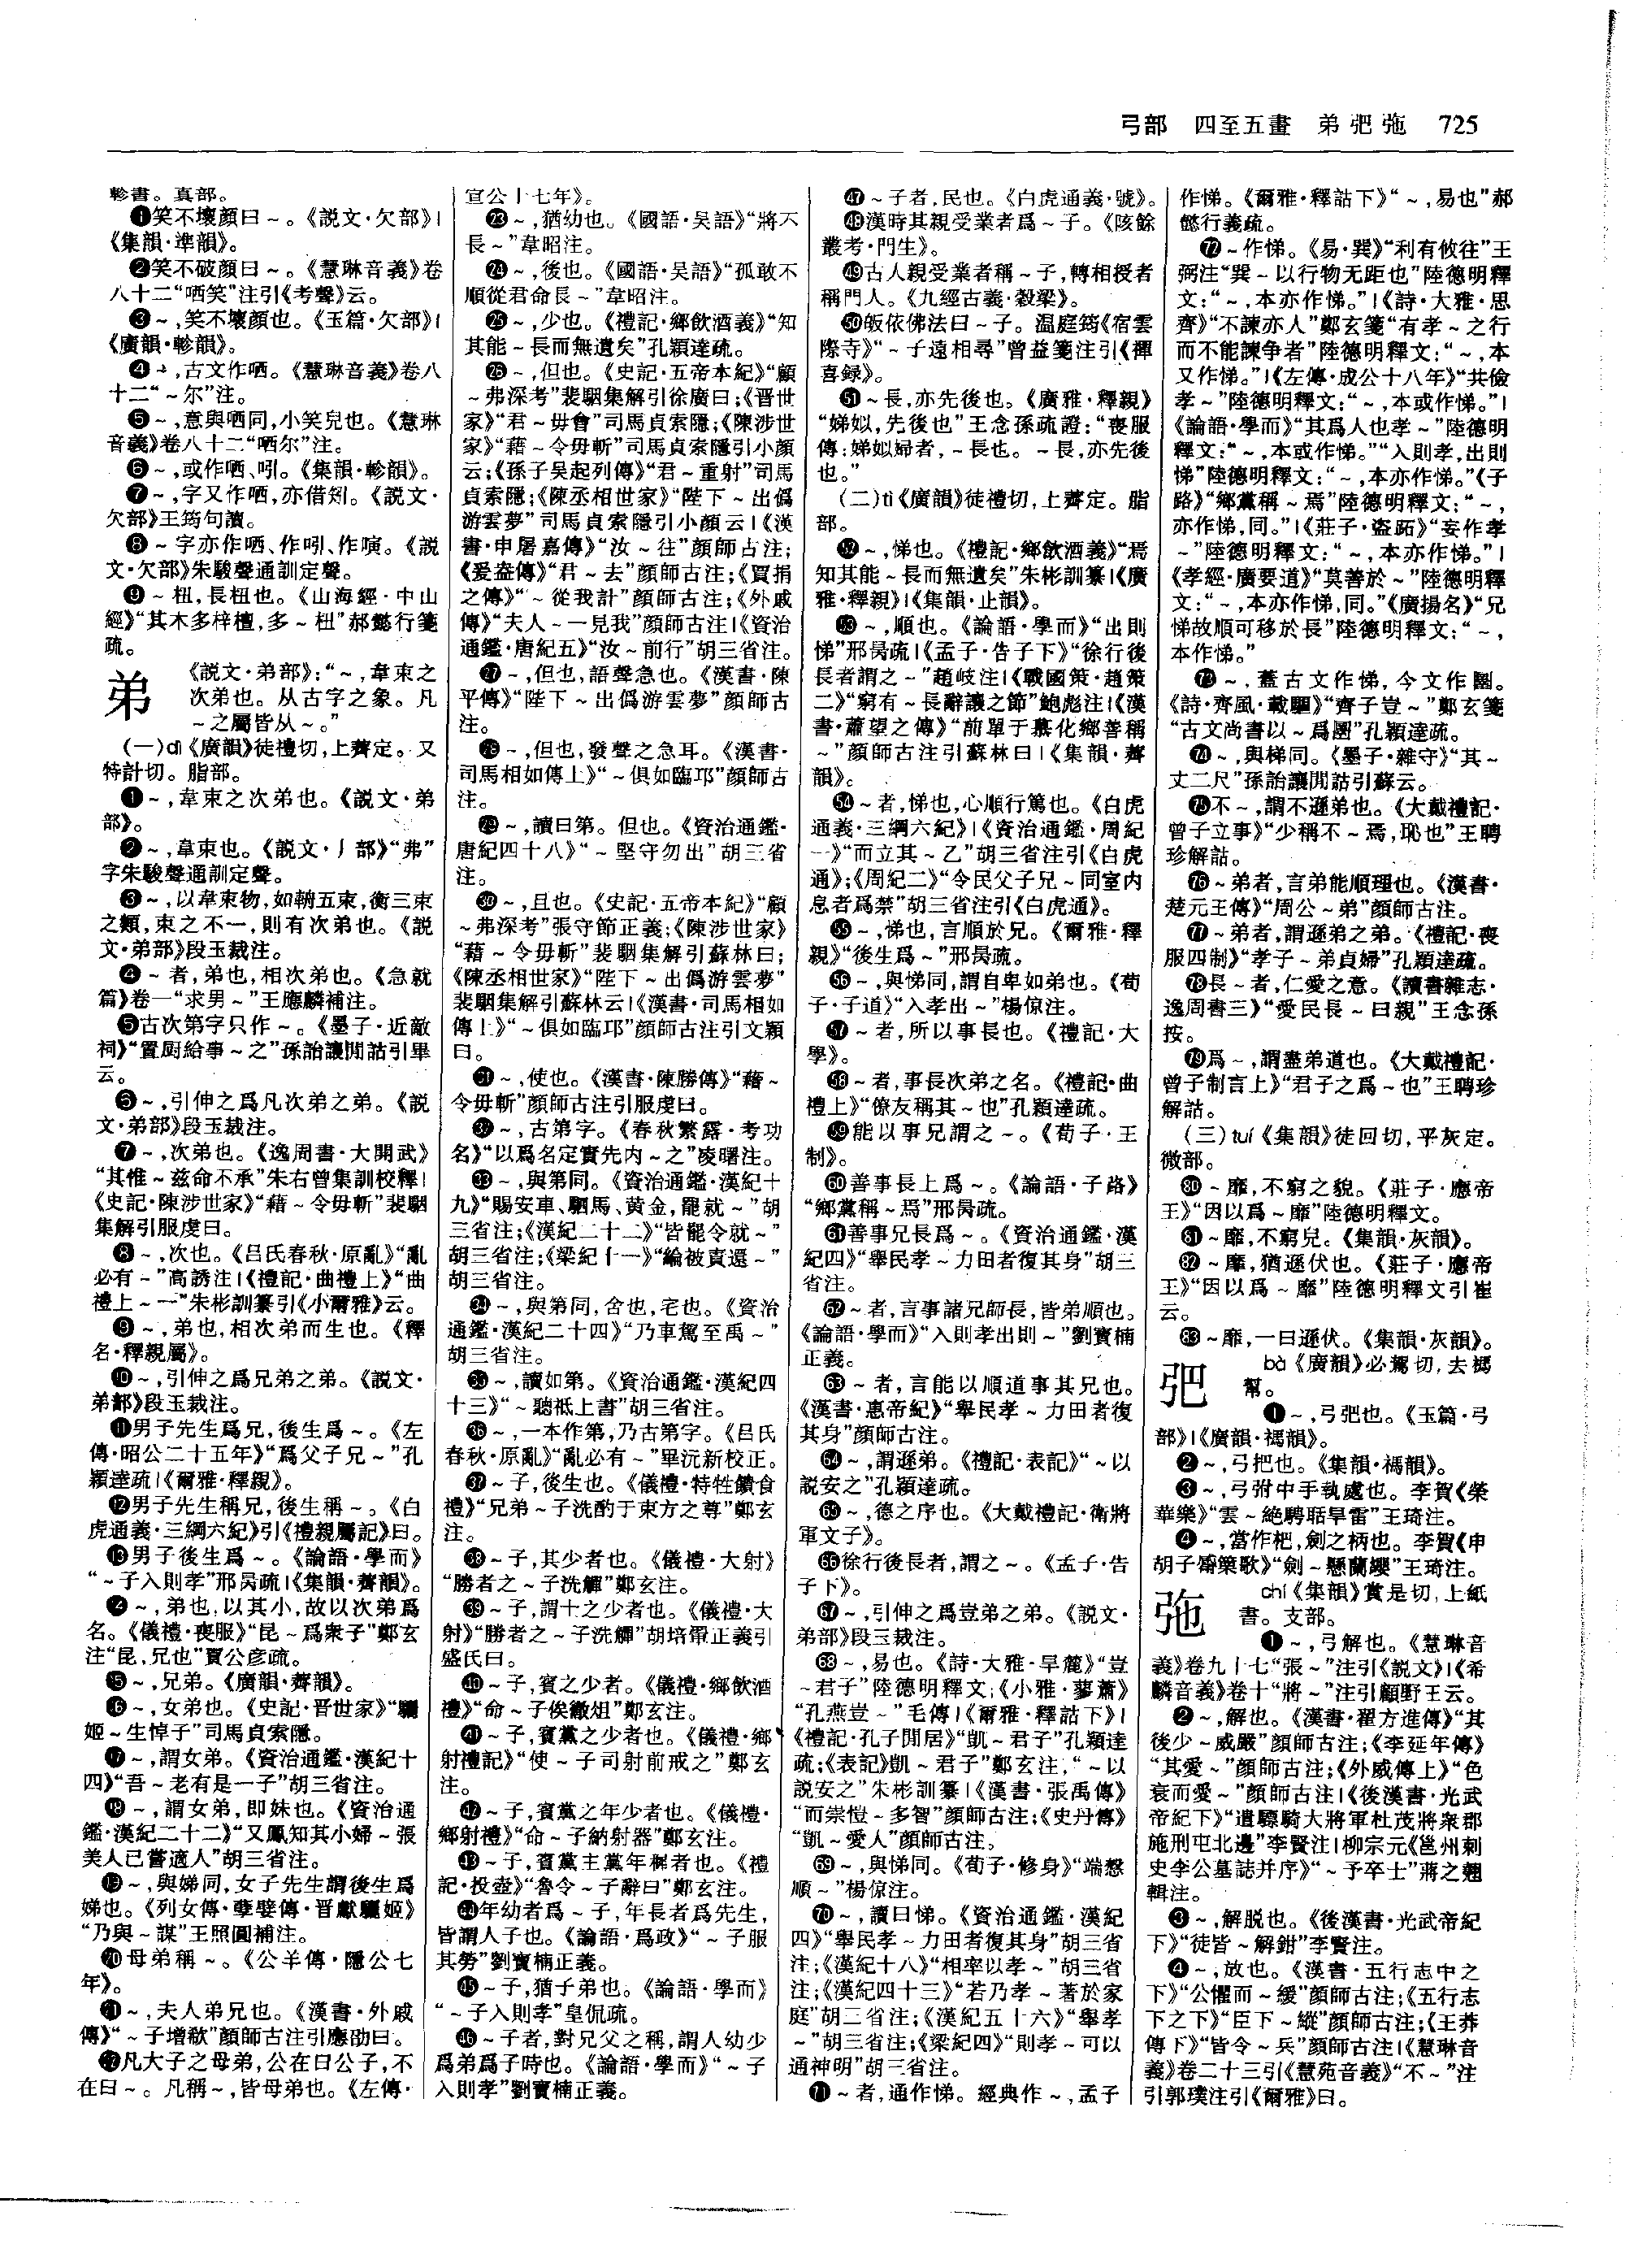 弓部　四至五畫　弟弝弛　725
軫書。真部。
❶笑不壞顔曰～。《説文·欠部》|
《集韻·準韻》。
❷笑不破顔曰～。《慧琳音義》卷
八十二“哂笑”注引《考聲》云。
❸～,笑不壞顔也。《玉篇·欠部》|
《廣韻·軫韻》。
❹～,古文作哂。《慧琳音義》卷八
十二“～尔”注。
❺～,意與哂同,小笑皃也。《慧琳
音義》卷八十二“哂尔”注。
❻～,或作哂、吲。《集韻·軫韻》。
❼～,字又作哂,亦借矧。《説文·
欠部》王筠句讀。
❽～字亦作哂、作吲、作㖶。《説
文·欠部》朱駿聲通訓定聲。
❾～杻,長杻也。《山海經·中山
經》“其木多梓檀,多～杻”郝懿行箋
疏。
弟
《説文·弟部》:“～,韋束之
次弟也。从古字之象。凡
～之屬皆从～。”
(一)dì《廣韻》徒禮切,上薺定。又
特計切。脂部。
❶～,韋束之次弟也。《説文·弟
部》。
❷～,韋束也。《説文·丿部》“弗”
字朱駿聲通訓定聲。
❸～,以韋束物,如輈五束,衡三束
之類,束之不一,則有次弟也。《説
文·弟部》段玉裁注。
❹～者,弟也,相次弟也。《急就
篇》卷一“求男～”王應麟補注。
❺古次第字只作～。《墨子·迎敵
祠》“置厨給事～之”孫詒讓閒詁引畢
云。
❻～,引伸之爲凡次弟之弟。《説
文·弟部》段玉裁注。
❼～,次弟也。《逸周書·大開武》
“其惟～兹命不承”朱右曾集訓校釋|
《史記·陳涉世家》“藉～令毋斬”裴駰
集解引服虔曰。
❽～,次也。《吕氏春秋·原亂》“亂
必有～”高誘注|《禮記·曲禮上》“曲
禮上～一”朱彬訓纂引《小爾雅》云。
❾～,弟也,相次弟而生也。《釋
名·釋親屬》。
❿～,引伸之爲兄弟之弟。《説文·
弟部》段玉裁注。
⓫男子先生爲兄,後生爲～。《左
傳·昭公二十五年》“爲父子兄～”孔
穎達疏|《爾雅·釋親》。
⓬男子先生稱兄,後生稱～。《白
虎通義·三綱六紀》引《禮親屬記》曰。
⓭男子後生爲～。《論語·學而》
“～子入則孝”邢昺疏|《集韻·薺韻》。
⓮～,弟也,以其小,故以次弟爲
名。《儀禮·喪服》“昆～爲衆子”鄭玄
注“昆,兄也”賈公彦疏。
⓯～,兄弟。《廣韻·薺韻》。
⓰～,女弟也。《史記·晋世家》“驪
姬～生悼子”司馬貞索隱。
⓱～,謂女弟。《資治通鑑·漢紀十
四》“吾～老有是一子”胡三省注。
⓲～,謂女弟,即妹也。《資治通
鑑·漢紀二十二》“又鳳知其小婦～張
美人已嘗適人”胡三省注。
⓳～,與娣同,女子先生謂後生爲
娣也。《列女傳·孽嬖傳·晋獻驪姬》
“乃與～謀”王照圓補注。
⓴母弟稱～。《公羊傳·隱公七
年》。
㉑～,夫人弟兄也。《漢書·外戚
傳》“～子增欷”顔師古注引應劭曰。
㉒凡大子之母弟,公在曰公子,不
在曰～。凡稱～,皆母弟也。《左傳·
宣公十七年》。
㉓～,猶幼也。《國語·吴語》“將不
長～”韋昭注。
㉔～,後也。《國語·吴語》“孤敢不
順從君命長～”韋昭注。
㉕～,少也。《禮記·鄉飲酒義》“知
其能～長而無遺矣”孔穎達疏。
㉖～,但也。《史記·五帝本紀》“顧
～弗深考”裴駰集解引徐廣曰;《晋世
家》“君～毋會”司馬貞索隱;《陳涉世
家》“藉～令毋斬”司馬貞索隱引小顔
云;《孫子吴起列傳》“君～重射”司馬
貞索隱;《陳丞相世家》“陛下～出僞
游雲夢”司馬貞索隱引小顔云|《漢
書·申屠嘉傳》“汝～往”顔師古注;
《爰盎傳》“君～去”顔師古注;《賈捐
之傳》“～從我計”顔師古注;《外戚
傳》“夫人～一見我”顔師古注|《資治
通鑑·唐紀五》“汝～前行”胡三省注。
㉗～,但也,語聲急也。《漢書·陳
平傳》“陛下～出僞游雲夢”顔師古
注。
㉘～,但也,發聲之急耳。《漢書·
司馬相如傳上》“～俱如臨邛”顔師古
注。
㉙～,讀曰第。但也。《資治通鑑·
唐紀四十八》“～堅守勿出”胡三省
注。
㉚～,且也。《史記·五帝本紀》“顧
～弗深考”張守節正義;《陳涉世家》
“藉～令毋斬”裴駰集解引蘇林曰;
《陳丞相世家》“陛下～出僞游雲夢”
裴駰集解引蘇林云|《漢書·司馬相如
傳上》“～俱如臨邛”顔師古注引文穎
曰。
㉛～,使也。《漢書·陳勝傳》“藉～
令毋斬”顔師古注引服虔曰。
㉜～,古第字。《春秋繁露·考功
名》“以爲名定實先内～之”凌曙注。
㉝～,與第同。《資治通鑑·漢紀十
九》“賜安車、駟馬、黄金,罷就～”胡
三省注;《漢紀二十二》“皆罷令就～”
胡三省注;《梁紀十一》“綸被責還～”
胡三省注。
㉞～,與第同,舍也,宅也。《資治
通鑑·漢紀二十四》“乃車駕至禹～”
胡三省注。
㉟～,讀如第。《資治通鑑·漢紀四
十三》“～聽祗上書”胡三省注。
㊱～,一本作第,乃古第字。《吕氏
春秋·原亂》“亂必有～”畢沅新校正。
㊲～子,後生也。《儀禮·特牲饋食
禮》“兄弟～子洗酌于東方之尊”鄭玄
注。
㊳～子,其少者也。《儀禮·大射》
“勝者之～子洗觶”鄭玄注。
㊴～子,謂士之少者也。《儀禮·大
射》“勝者之～子洗觶”胡培翬正義引
盛氏曰。
㊵～子,賓之少者。《儀禮·鄉飲酒
禮》“命～子俟徹俎”鄭玄注。
㊶～子,賓黨之少者也。《儀禮·鄉
射禮記》“使～子司射前戒之”鄭玄
注。
㊷～子,賓黨之年少者也。《儀禮·
鄉射禮》“命～子納射器”鄭玄注。
㊸～子,賓黨主黨年穉者也。《禮
記·投壺》“魯令～子辭曰”鄭玄注。
㊹年幼者爲～子,年長者爲先生,
皆謂人子也。《論語·爲政》“～子服
其勞”劉寶楠正義。
㊺～子,猶子弟也。《論語·學而》
“～子入則孝”皇侃疏。
㊻～子者,對兄父之稱,謂人幼少
爲弟爲子時也。《論語·學而》“～子
入則孝”劉寶楠正義。
㊼～子者,民也。《白虎通義·號》。
㊽漢時其親受業者爲～子。《陔餘
叢考·門生》。
㊾古人親受業者稱～子,轉相授者
稱門人。《九經古義·穀梁》。
㊿皈依佛法曰～子。温庭筠《宿雲
際寺》“～子遠相尋”曾益箋注引《禪
喜録》。
51～長,亦先後也。《廣雅·釋親》
“娣姒,先後也”王念孫疏證:“喪服
傳:娣姒婦者,～長也。～長,亦先後
也。”
(二)tì《廣韻》徒禮切,上薺定。脂
部。
52～,悌也。《禮記·鄉飲酒義》“焉
知其能～長而無遺矣”朱彬訓纂|《廣
雅·釋親》|《集韻·止韻》。
53～,順也。《論語·學而》“出則
悌”邢昺疏|《孟子·告子下》“徐行後
長者謂之～”趙岐注|《戰國策·趙策
二》“窮有～長辭讓之節”鮑彪注|《漢
書·蕭望之傳》“前單于慕化鄉善稱
～”顔師古注引蘇林曰|《集韻·薺
韻》。
54～者,悌也,心順行篤也。《白虎
通義·三綱六紀》|《資治通鑑·周紀
一》“而立其～乙”胡三省注引《白虎
通》;《周紀二》“令民父子兄～同室内
息者爲禁”胡三省注引《白虎通》。
55～,悌也,言順於兄。《爾雅·釋
親》“後生爲～”邢昺疏。
56～,與悌同,謂自卑如弟也。《荀
子·子道》“入孝出～”楊倞注。
57～者,所以事長也。《禮記·大
學》。
58～者,事長次弟之名。《禮記·曲
禮上》“僚友稱其～也”孔穎達疏。
59能以事兄謂之～。《荀子·王
制》。
60善事長上爲～。《論語·子路》
“鄉黨稱～焉”邢昺疏。
61善事兄長爲～。《資治通鑑·漢
紀四》“舉民孝～力田者復其身”胡三
省注。
62～者,言事諸兄師長,皆弟順也。
《論語·學而》“入則孝出則～”劉寶楠
正義。
63～者,言能以順道事其兄也。
《漢書·惠帝紀》“舉民孝～力田者復
其身”顔師古注。
64～,謂遜弟。《禮記·表記》“～以
説安之”孔穎達疏。
65～,德之序也。《大戴禮記·衛將
軍文子》。
66徐行後長者,謂之～。《孟子·告
子下》。
67～,引伸之爲豈弟之弟。《説文·
弟部》段玉裁注。
68～,易也。《詩·大雅·旱麓》“豈
～君子”陸德明釋文;《小雅·蓼蕭》
“孔燕豈～”毛傳|《爾雅·釋詁下》|
《禮記·孔子閒居》“凱～君子”孔穎達
疏;《表記》凱～君子”鄭玄注,“～以
説安之”朱彬訓纂|《漢書·張禹傳》
“而崇愷～多智”顔師古注;《史丹傳》
“凱～愛人”顔師古注。
69～,與悌同。《荀子·修身》“端慤
順～”楊倞注。
70～,讀曰悌。《資治通鑑·漢紀
四》“舉民孝～力田者復其身”胡三省
注;《漢紀十八》“相率以孝～”胡三省
注;《漢紀四十三》“若乃孝～著於家
庭”胡三省注;《漢紀五十六》“舉孝
～”胡三省注;《梁紀四》“則孝～可以
通神明”胡三省注。
71～者,通作悌。經典作～,孟子
作悌。《爾雅·釋詁下》“～,易也”郝
懿行義疏。
72～作悌。《易·巽》“利有攸往”王
弼注“巽～以行物无距也”陸德明釋
文:“～,本亦作悌。”|《詩·大雅·思
齊》“不諫亦入”鄭玄箋“有孝～之行
而不能諫争者”陸德明釋文:“～,本
又作悌。”|《左傳·成公十八年》“共儉
孝～”陸德明釋文:“～,本或作悌。”|
《論語·學而》“其爲人也孝～”陸德明
釋文:“～,本或作悌。”“入則孝,出則
悌”陸德明釋文:“～,本亦作悌。”《子
路》“鄉黨稱～焉”陸德明釋文:“～,
亦作悌,同。”|《莊子·盗跖》“妄作孝
～”陸德明釋文:“～,本亦作悌。”|
《孝經·廣要道》“莫善於～”陸德明釋
文:“～,本亦作悌,同。”《廣揚名》“兄
悌故順可移於長”陸德明釋文:“～,
本作悌。”
73～,蓋古文作悌,今文作圛。
《詩·齊風·載驅》“齊子豈～”鄭玄箋
“古文尚書以～爲圛”孔穎達疏。
74～,與梯同。《墨子·雜守》“其～
丈二尺”孫詒讓閒詁引蘇云。
75不～,謂不遜弟也。《大戴禮記·
曾子立事》“少稱不～焉,恥也”王聘
珍解詁。
76～弟者,言弟能順理也。《漢書·
楚元王傳》“周公～弟”顔師古注。
77～弟者,謂遜弟之弟。《禮記·喪
服四制》“孝子～弟貞婦”孔穎達疏。
78長～者,仁愛之意。《讀書雜志·
逸周書三》“愛民長～曰親”王念孫
按。
79爲～,謂盡弟道也。《大戴禮記·
曾子制言上》“君子之爲～也”王聘珍
解詁。
(三)tuí《集韻》徒回切,平灰定。
微部。
80～靡,不窮之貌。《莊子·應帝
王》“因以爲～靡”陸德明釋文。
81～靡,不窮皃。《集韻·灰韻》。
82～靡,猶遜伏也。《莊子·應帝
王》“因以爲～靡”陸德明釋文引崔
云。
83～靡,一曰遜伏。《集韻·灰韻》。
弝
bà《廣韻》必駕切,去禡
幫。
❶～,弓弝也。《玉篇·弓
部》|《廣韻·禡韻》。
❷～,弓把也。《集韻·禡韻》。
❸～,弓弣中手執處也。李賀《榮
華樂》“雲～絶騁聒旱雷”王琦注。
❹～,當作杷,劍之柄也。李賀《申
胡子觱篥歌》“劍～懸蘭纓”王琦注。
㢮
chí《集韻》賞是切,上紙
書。支部。
❶～,弓解也。《慧琳音
義》卷九十七“張～”注引《説文》|《希
麟音義》卷十“將～”注引顧野王云。
❷～,解也。《漢書·翟方進傳》“其
後少～威嚴”顔師古注;《李延年傳》
“其愛～”顔師古注;《外戚傳上》“色
衰而愛～”顔師古注|《後漢書·光武
帝紀下》“遣驃騎大將軍杜茂將衆郡
施刑屯北邊”李賢注|柳宗元《邕州刺
史李公墓誌并序》“～予卒士”蔣之翹
輯注。
❸～,解脱也。《後漢書·光武帝紀
下》“徒皆～解鉗”李賢注。
❹～,放也。《漢書·五行志中之
下》“公懼而～緩”顔師古注;《五行志
下之下》“臣下～縱”顔師古注;《王莽
傳下》“皆令～兵”顔師古注|《慧琳音
義》卷二十三引《慧苑音義》“不～”注
引郭璞注引《爾雅》曰。